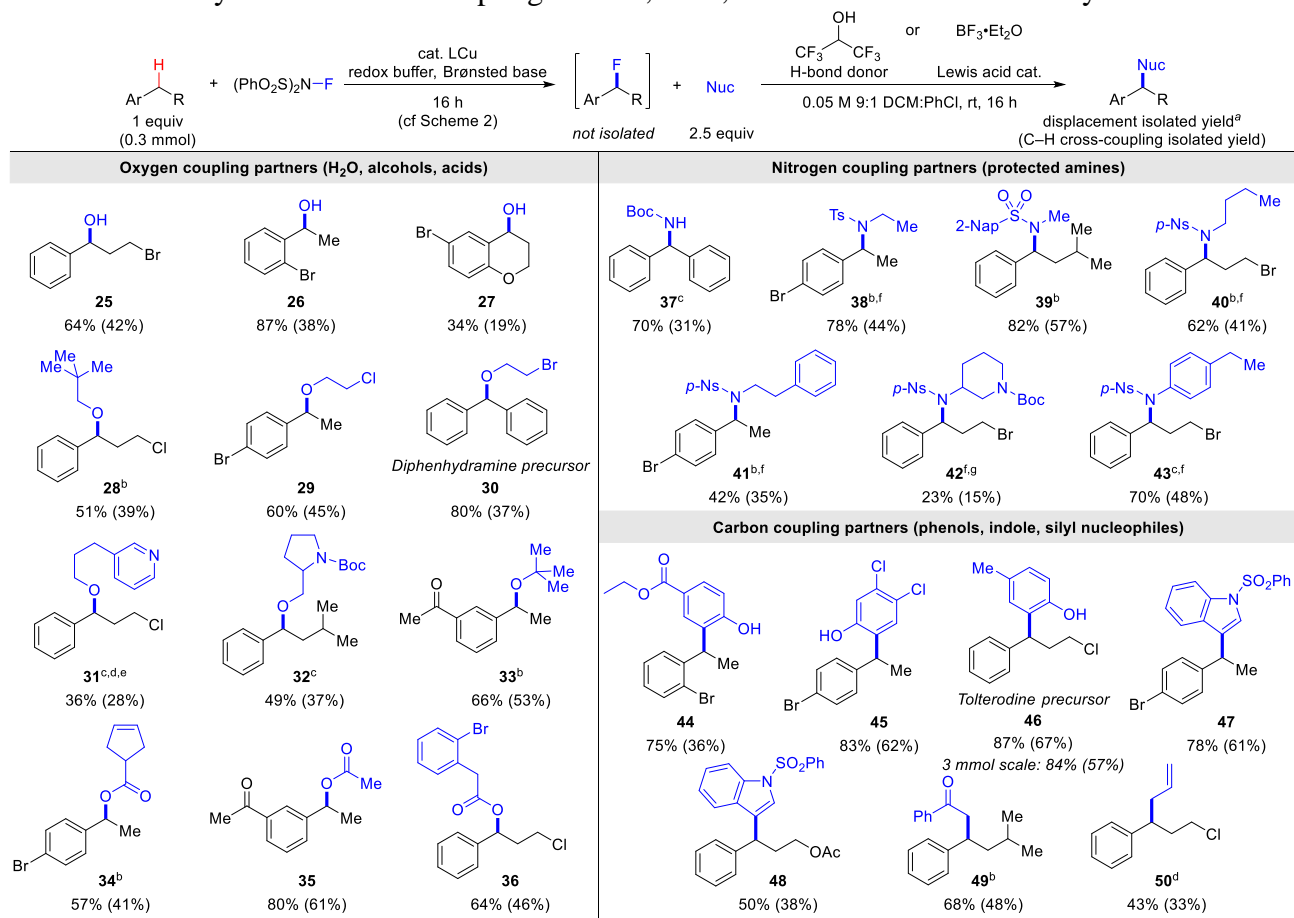 H
Ar
R
1 equiv
(0.3 mmol)
+
(PhO2S)2N–F
cat. LCu
redox buffer, Brønsted base
16 h
(cf Scheme 2)
F
Ar
R
not isolated
+
Nuc
2.5 equiv
OH
CF3
CF3
H-bond donor
or
BF3•Et2O
Lewis acid cat.
0.05 M 9:1 DCM:PhCl, rt, 16 h
Nuc
Ar
R
displacement isolated yieldᵃ
(C–H cross-coupling isolated yield)
Oxygen coupling partners (H2O, alcohols, acids)
OH
Br
25
64% (42%)
OH
Me
Br
26
87% (38%)
OH
Br
O
27
34% (19%)
Me
Me
Me
O
Cl
28ᵇ
51% (39%)
Cl
O
Me
Br
29
60% (45%)
Br
O
Diphenhydramine precursor
30
80% (37%)
N
O
Cl
31ᶜ,ᵈ,ᵉ
36% (28%)
N
Boc
O
Me
Me
32ᶜ
49% (37%)
O
Me
O
Me
Me
Me
Me
33ᵇ
66% (53%)
O
O
Me
Br
34ᵇ
57% (41%)
O
Me
O
O
Me
Me
35
80% (61%)
Br
O
O
Cl
36
64% (46%)
Nitrogen coupling partners (protected amines)
Boc
NH
37ᶜ
70% (31%)
Ts
N
Me
Me
Br
38ᵇ,ᶠ
78% (44%)
O
O
S
2-Nap
N
Me
Me
Me
39ᵇ
82% (57%)
Me
p-Ns
N
Br
40ᵇ,ᶠ
62% (41%)
p-Ns
N
Me
Br
41ᵇ,ᶠ
42% (35%)
p-Ns
N
N
Boc
Br
42ᶠ,ᵍ
23% (15%)
Me
p-Ns
N
Br
43ᶜ,ᶠ
70% (48%)
Carbon coupling partners (phenols, indole, silyl nucleophiles)
O
O
OH
Me
Br
44
75% (36%)
Cl
Cl
HO
Me
Br
45
83% (62%)
Me
OH
Cl
Tolterodine precursor
46
87% (67%)
3 mmol scale: 84% (57%)
SO2Ph
N
Me
Br
47
78% (61%)
SO2Ph
N
OAc
48
50% (38%)
O
Ph
Me
Me
49ᵇ
68% (48%)
Cl
50ᵈ
43% (33%)